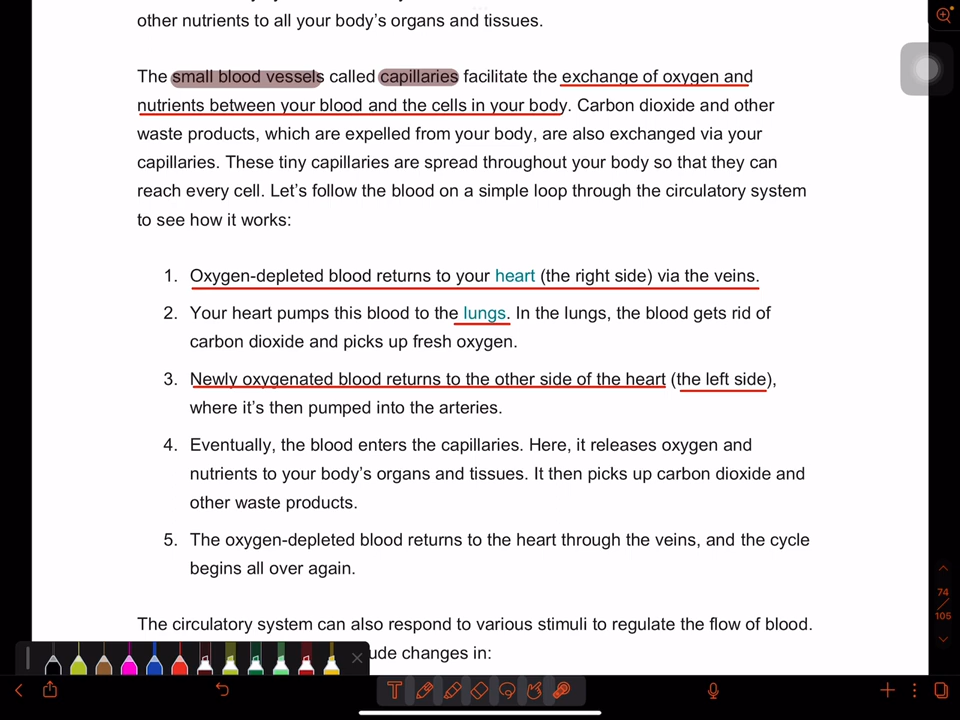 other nutrients to all your body's organs and tissues.
The small blood vessels called capillaries facilitate the exchange of oxygen and
nutrients between your blood and the cells in your body. Carbon dioxide and other
waste products, which are expelled from your body, are also exchanged via your
capillaries. These tiny capillaries are spread throughout your body so that they can
reach every cell. Let's follow the blood on a simple loop through the circulatory system
to see how it works:
1. Oxygen-depleted blood returns to your heart (the right side) via the veins.
2. Your heart pumps this blood to the lungs. In the lungs, the blood gets rid of
carbon dioxide and picks up fresh oxygen.
3. Newly oxygenated blood returns to the other side of the heart (the left side),
where it's then pumped into the arteries.
4. Eventually, the blood enters the capillaries. Here, it releases oxygen and
nutrients to your body's organs and tissues. It then picks up carbon dioxide and
other waste products.
5. The oxygen-depleted blood returns to the heart through the veins, and the cycle
begins all over again.
74
105
The circulatory system can also respond to various stimuli to regulate the flow of blood.
ude changes in: